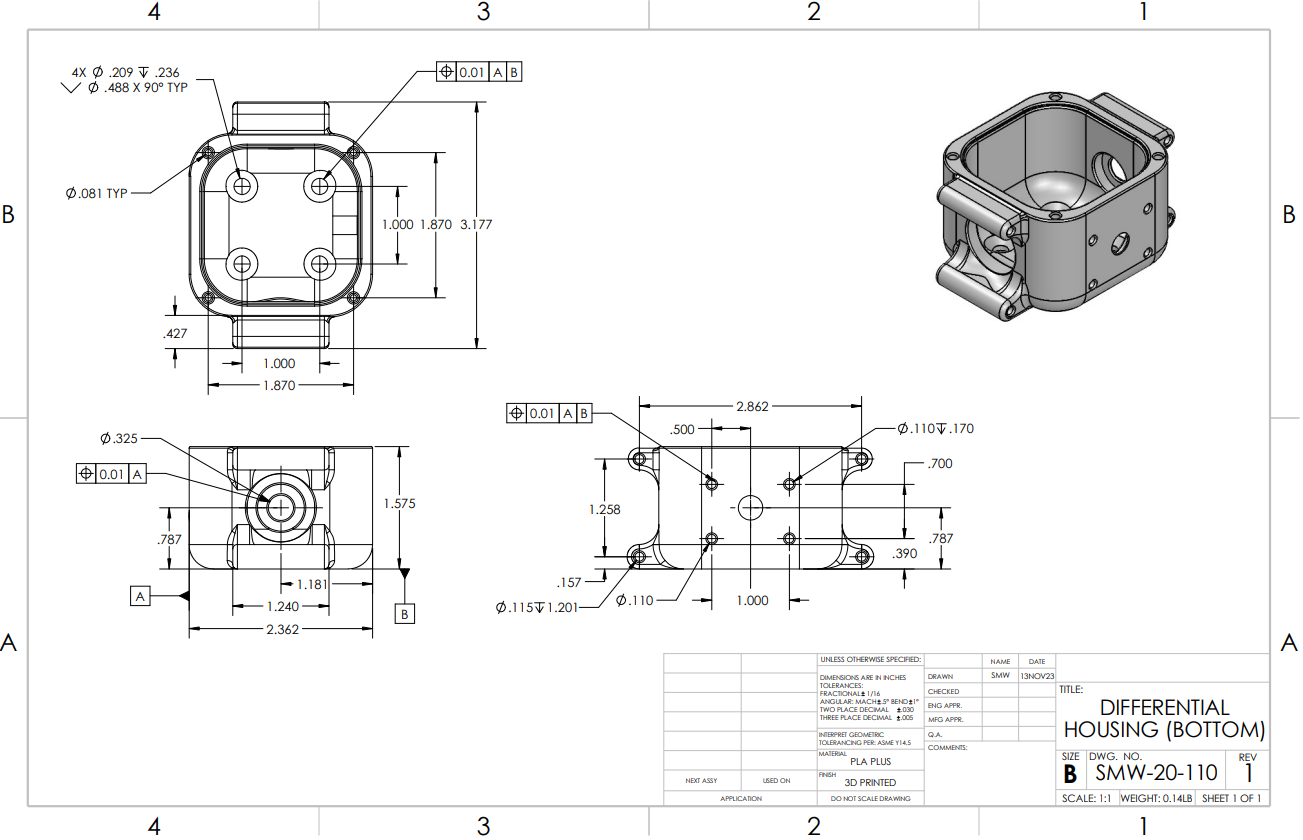 4 3 2 1
4X Ø .209 ↧ .236
⌵ Ø .488 X 90° TYP
⌖ 0.01 A B
Ø.081 TYP
B B
1.000 1.870 3.177
.427
1.000
1.870
⌖ 0.01 A B
2.862
.500
Ø.110↧.170
Ø.325
⌖ 0.01 A
.700
1.575
1.258
.787
.787
.390
.157
1.181
1.240
2.362
A
B
Ø.115↧1.201
Ø.110
1.000
A A
UNLESS OTHERWISE SPECIFIED:
DIMENSIONS ARE IN INCHES
TOLERANCES:
FRACTIONAL± 1/16
ANGULAR: MACH±.5° BEND±1°
TWO PLACE DECIMAL ±.030
THREE PLACE DECIMAL ±.005
INTERPRET GEOMETRIC
TOLERANCING PER: ASME Y14.5
MATERIAL
PLA PLUS
FINISH
3D PRINTED
DO NOT SCALE DRAWING
NEXT ASSY USED ON
APPLICATION
NAME DATE
DRAWN SMW 13NOV23
CHECKED
ENG APPR.
MFG APPR.
Q.A.
COMMENTS:
TITLE:
DIFFERENTIAL
HOUSING (BOTTOM)
SIZE DWG. NO. REV
B SMW-20-110 1
SCALE: 1:1 WEIGHT: 0.14LB SHEET 1 OF 1
4 3 2 1